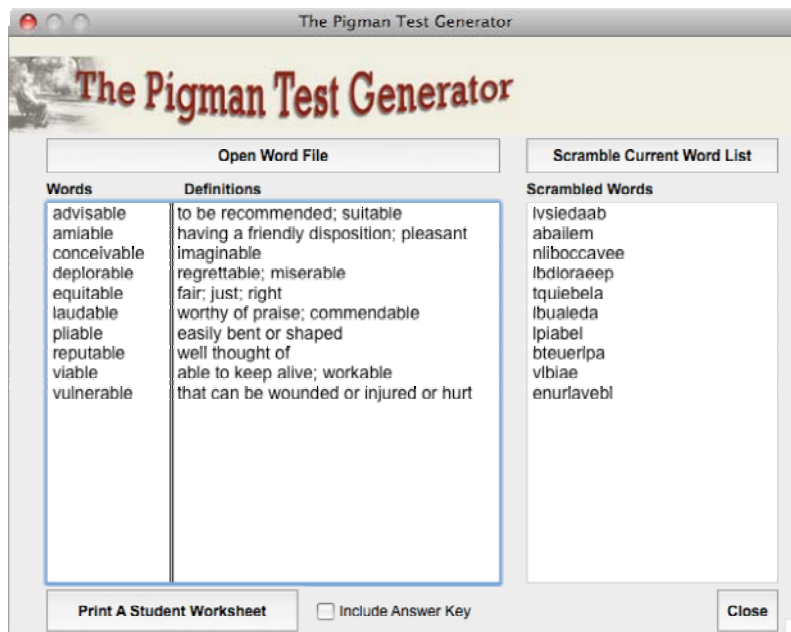 The Pigman Test Generator
The Pigman Test Generator
Open Word File
Scramble Current Word List
Words Definitions
Scrambled Words
advisable to be recommended; suitable lvsiedaab
amiable having a friendly disposition; pleasant abailem
conceivable imaginable nliboccavee
deplorable regrettable; miserable lbdloraeep
equitable fair; just; right tquiebela
laudable worthy of praise; commendable lbualeda
pliable easily bent or shaped lpiabel
reputable well thought of bteuerlpa
viable able to keep alive; workable vlbiae
vulnerable that can be wounded or injured or hurt enurlavebl
Print A Student Worksheet
Include Answer Key
Close